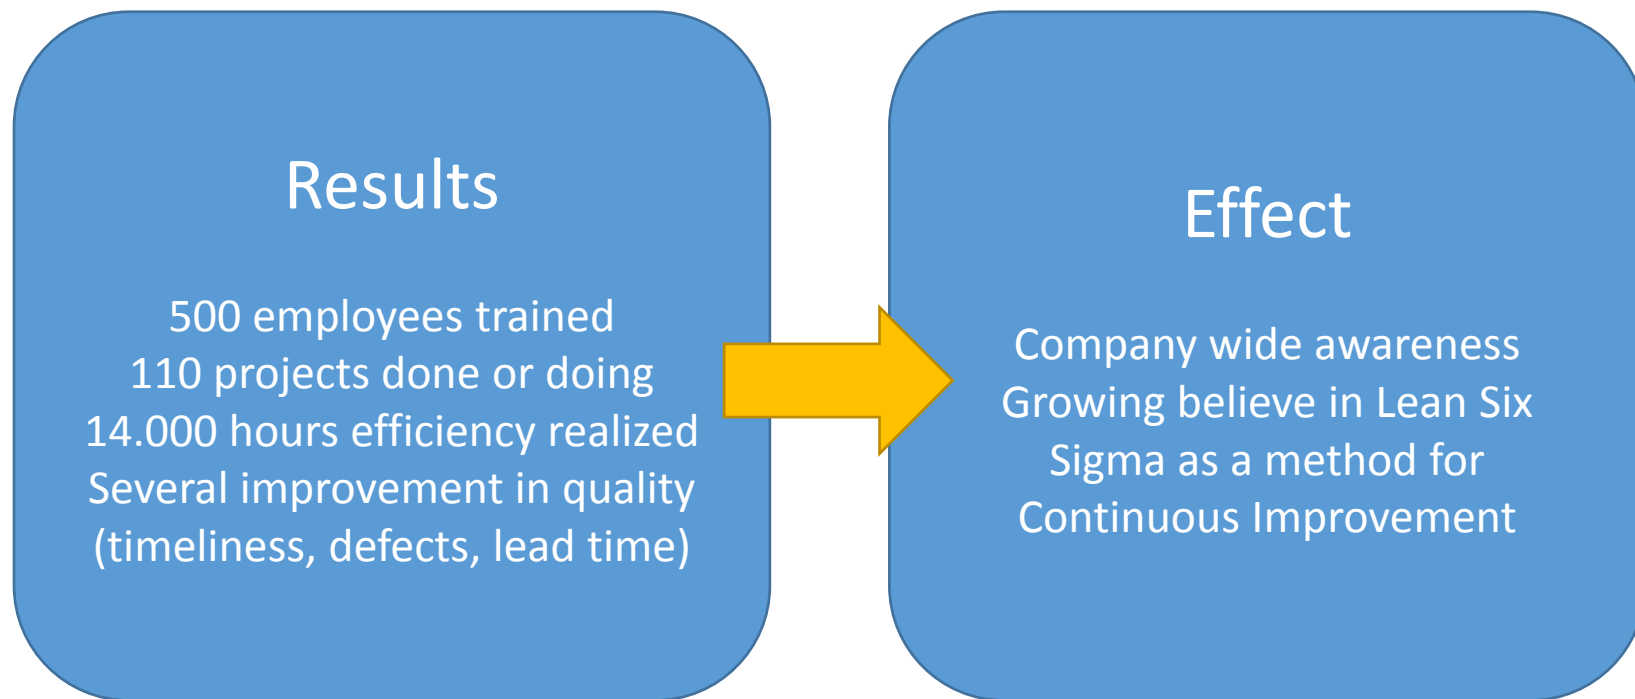 Results
500 employees trained
110 projects done or doing
14.000 hours efficiency realized
Several improvement in quality
(timeliness, defects, lead time)
Effect
Company wide awareness
Growing believe in Lean Six
Sigma as a method for
Continuous Improvement